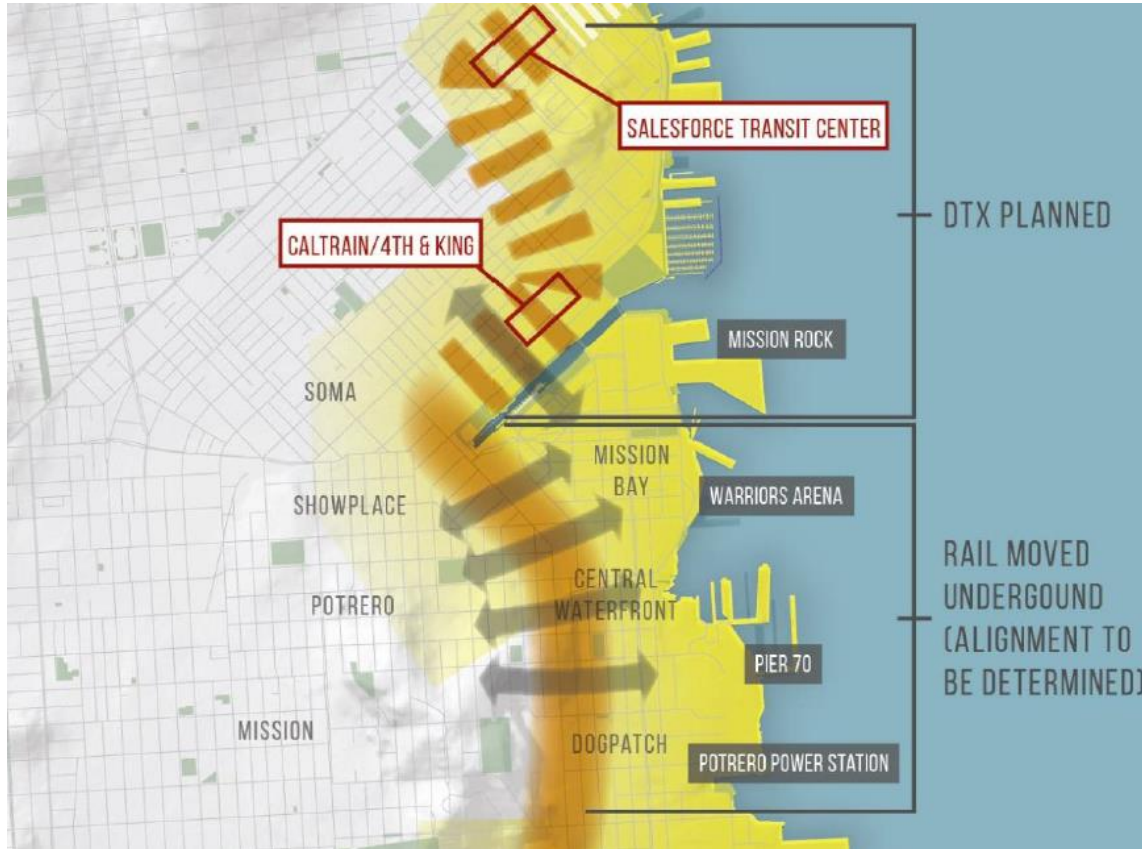 SALESFORCE TRANSIT CENTER
DTX PLANNED
CALTRAIN/4TH & KING
MISSION ROCK
SOMA
MISSION
BAY
WARRIORS ARENA
SHOWPLACE
RAIL MOVED
UNDERGOUND
(ALIGNMENT TO
BE DETERMINED)
CENTRAL
WATERFRONT
POTRERO
PIER 70
MISSION
DOGPATCH
POTRERO POWER STATION